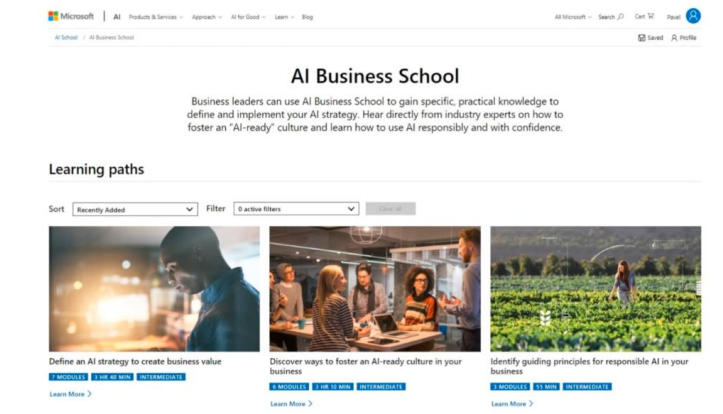 Microsoft AI Products & Services Approach AI for Good Learn Blog All Microsoft Search Cart Pavel
AI School / AI Business School Saved Profile
AI Business School
Business leaders can use AI Business School to gain specific, practical knowledge to
define and implement your AI strategy. Hear directly from industry experts on how to
foster an "AI-ready" culture and learn how to use AI responsibly and with confidence.
Learning paths
Sort Recently Added Filter 0 active filters Clear all
Define an AI strategy to create business value
7 MODULES 3 HR 40 MIN INTERMEDIATE
Learn More
Discover ways to foster an AI-ready culture in your
business
6 MODULES 3 HR 10 MIN INTERMEDIATE
Learn More
Identify guiding principles for responsible AI in your
business
3 MODULES 55 MIN INTERMEDIATE
Learn More